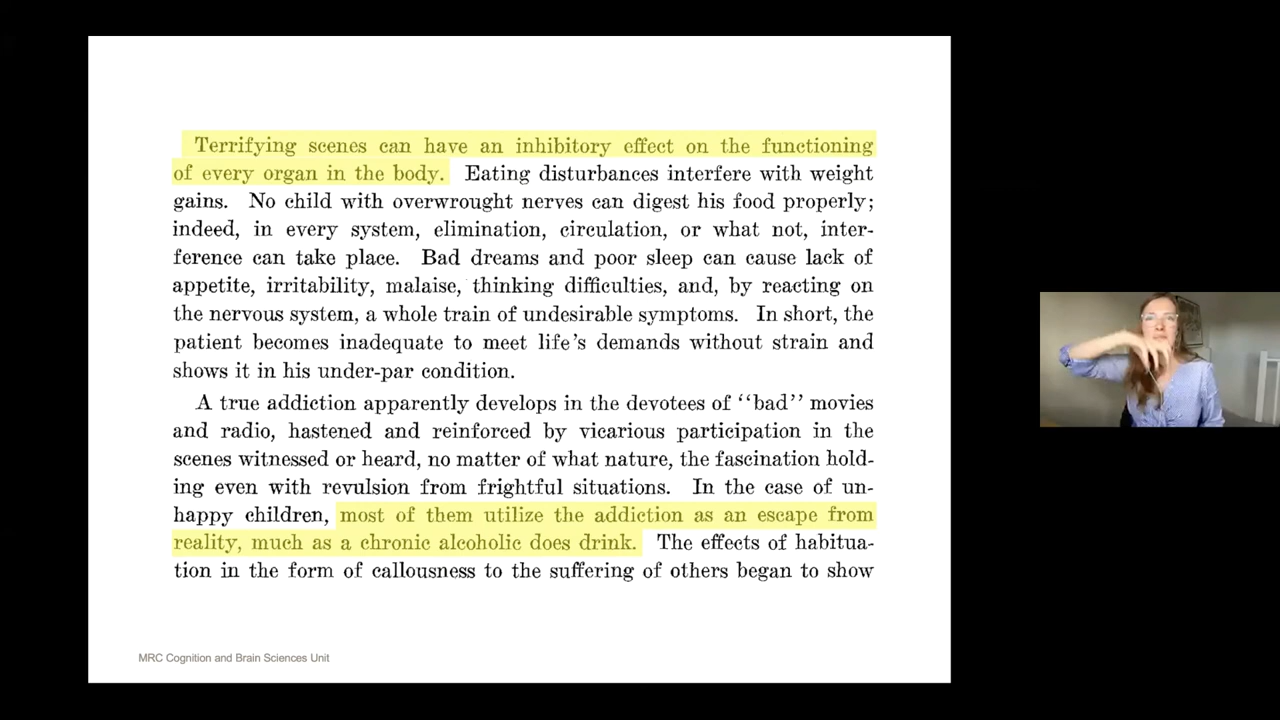 Terrifying scenes can have an inhibitory effect on the functioning
of every organ in the body. Eating disturbances interfere with weight
gains. No child with overwrought nerves can digest his food properly;
indeed, in every system, elimination, circulation, or what not, inter-
ference can take place. Bad dreams and poor sleep can cause lack of
appetite, irritability, malaise, thinking difficulties, and, by reacting on
the nervous system, a whole train of undesirable symptoms. In short, the
patient becomes inadequate to meet life's demands without strain and
shows it in his under-par condition.
A true addiction apparently develops in the devotees of ‘‘bad’’ movies
and radio, hastened and reinforced by vicarious participation in the
scenes witnessed or heard, no matter of what nature, the fascination hold-
ing even with revulsion from frightful situations. In the case of un-
happy children, most of them utilize the addiction as an escape from
reality, much as a chronic alcoholic does drink. The effects of habitua-
tion in the form of callousness to the suffering of others began to show
MRC Cognition and Brain Sciences Unit